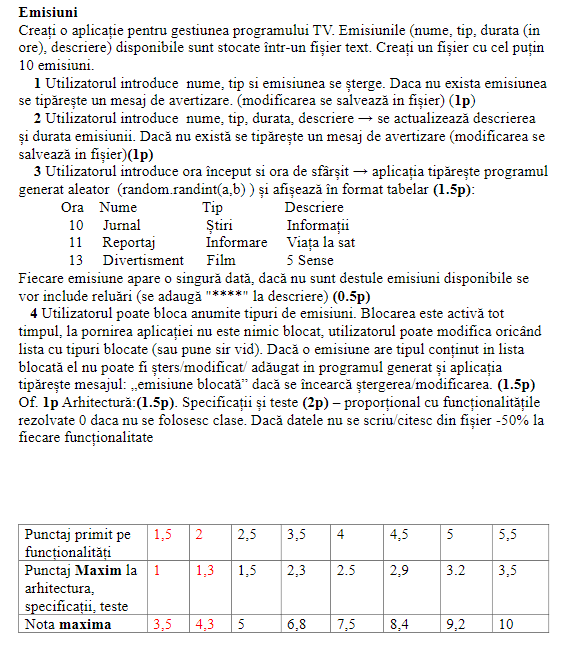 Emisiuni
Creați o aplicație pentru gestiunea programului TV. Emisiunile (nume, tip, durata (in
ore), descriere) disponibile sunt stocate într-un fișier text. Creați un fișier cu cel puțin
10 emisiuni.
1 Utilizatorul introduce nume, tip si emisiunea se șterge. Daca nu exista emisiunea
se tipărește un mesaj de avertizare. (modificarea se salvează in fișier) (1p)
2 Utilizatorul introduce nume, tip, durata, descriere → se actualizează descrierea
și durata emisiunii. Dacă nu există se tipărește un mesaj de avertizare (modificarea se
salvează in fișier)(1p)
3 Utilizatorul introduce ora început si ora de sfârșit → aplicația tipărește programul
generat aleator (random.randint(a,b) ) și afișează în format tabelar (1.5p):
Ora Nume Tip Descriere
10 Jurnal Știri Informații
11 Reportaj Informare Viața la sat
13 Divertisment Film 5 Sense
Fiecare emisiune apare o singură dată, dacă nu sunt destule emisiuni disponibile se
vor include reluări (se adaugă "****" la descriere) (0.5p)
4 Utilizatorul poate bloca anumite tipuri de emisiuni. Blocarea este activă tot
timpul, la pornirea aplicației nu este nimic blocat, utilizatorul poate modifica oricând
lista cu tipuri blocate (sau pune sir vid). Dacă o emisiune are tipul conținut in lista
blocată el nu poate fi șters/modificat/ adăugat in programul generat și aplicația
tipărește mesajul: „emisiune blocată” dacă se încearcă ștergerea/modificarea. (1.5p)
Of. 1p Arhitectură:(1.5p). Specificații și teste (2p) – proporțional cu funcționalitățile
rezolvate 0 daca nu se folosesc clase. Dacă datele nu se scriu/citesc din fișier -50% la
fiecare funcționalitate
Punctaj primit pe funcționalități 1,5 2 2,5 3,5 4 4,5 5 5,5
Punctaj Maxim la arhitectura, specificații, teste 1 1,3 1,5 2,3 2.5 2,9 3.2 3,5
Nota maxima 3,5 4,3 5 6,8 7,5 8,4 9,2 10